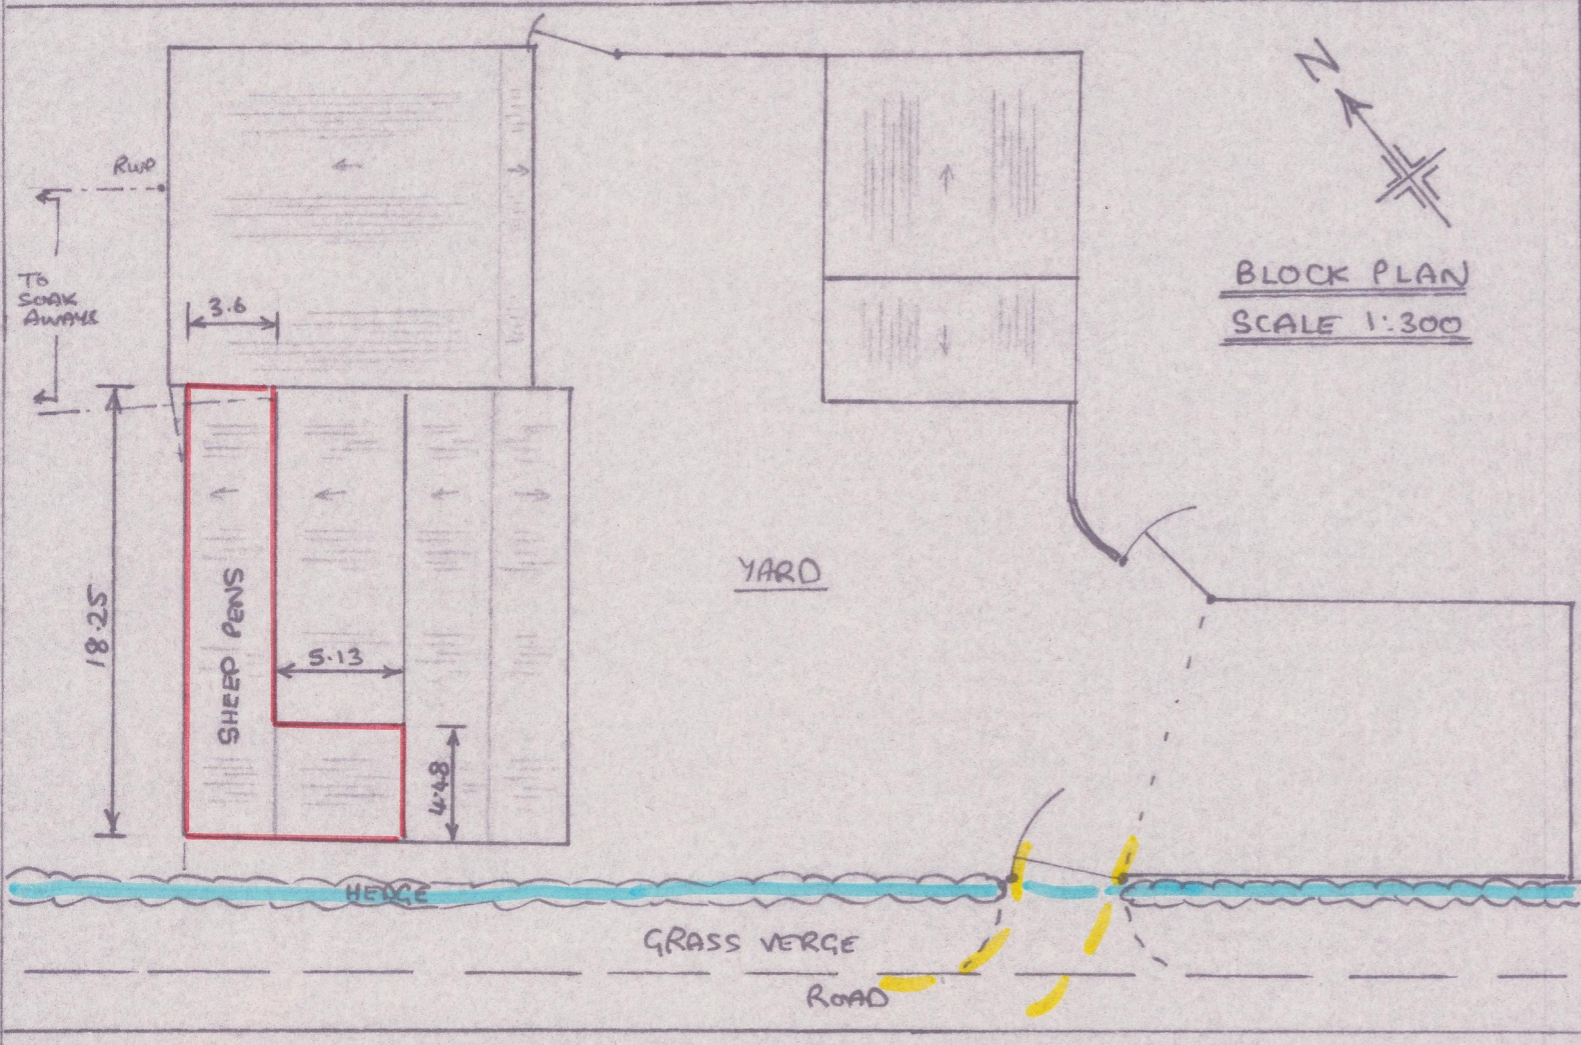 N
RWP
BLOCK PLAN
SCALE 1:300
TO
SOAK
AWAYS
3.6
18.25
SHEEP PENS
5.13
4.48
YARD
HEDGE
GRASS VERGE
ROAD